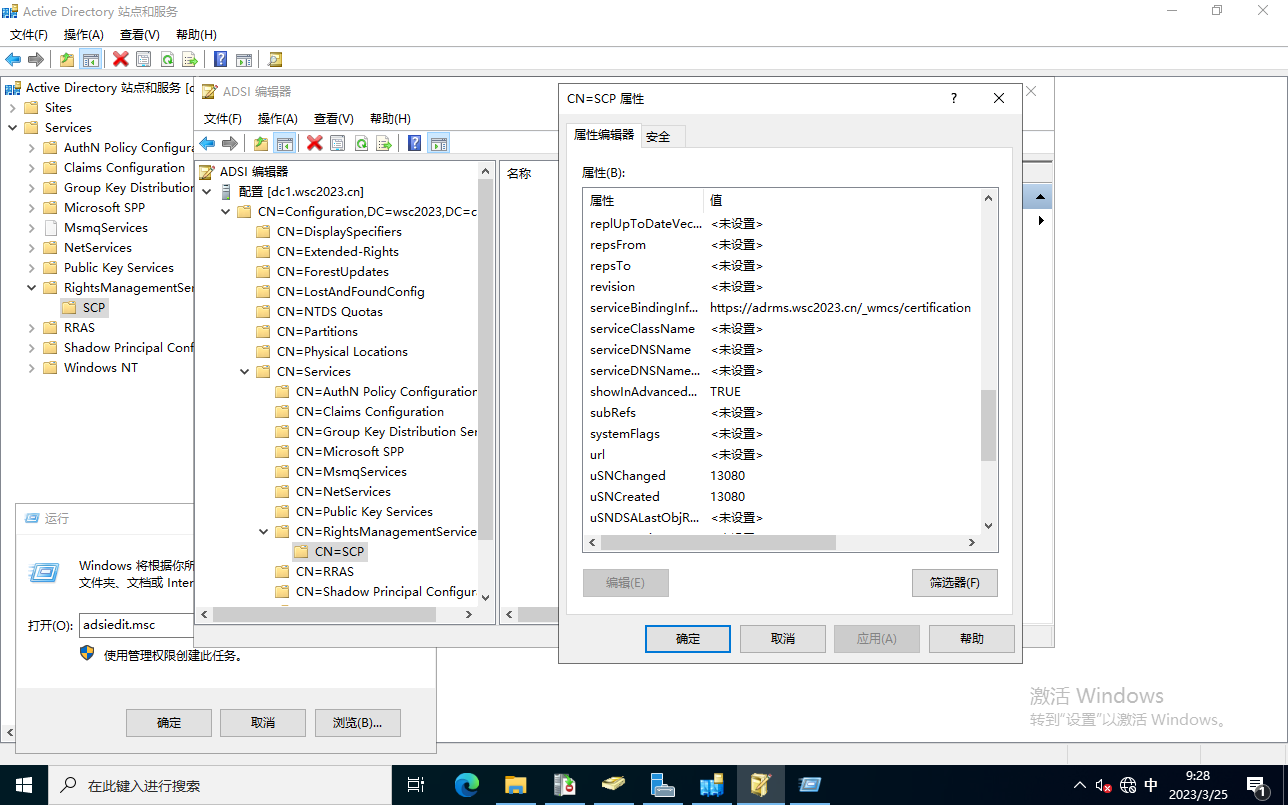 Active Directory 站点和服务
文件(F) 操作(A) 查看(V) 帮助(H)
Active Directory 站点和服务 [d
Sites
Services
AuthN Policy Configura
Claims Configuration
Group Key Distribution
Microsoft SPP
MsmqServices
NetServices
Public Key Services
RightsManagementSer
SCP
RRAS
Shadow Principal Conf
Windows NT
ADSI 编辑器
文件(F) 操作(A) 查看(V) 帮助(H)
ADSI 编辑器
配置 [dc1.wsc2023.cn]
CN=Configuration,DC=wsc2023,DC=c
CN=DisplaySpecifiers
CN=Extended-Rights
CN=ForestUpdates
CN=LostAndFoundConfig
CN=NTDS Quotas
CN=Partitions
CN=Physical Locations
CN=Services
CN=AuthN Policy Configuration
CN=Claims Configuration
CN=Group Key Distribution Ser
CN=Microsoft SPP
CN=MsmqServices
CN=NetServices
CN=Public Key Services
CN=RightsManagementService
CN=SCP
CN=RRAS
CN=Shadow Principal Configur
名称
CN=SCP 属性
?
属性编辑器 安全
属性(B):
属性 值
replUpToDateVec... <未设置>
repsFrom <未设置>
repsTo <未设置>
revision <未设置>
serviceBindingInf... https://adrms.wsc2023.cn/_wmcs/certification
serviceClassName <未设置>
serviceDNSName <未设置>
serviceDNSName... <未设置>
showInAdvanced... TRUE
subRefs <未设置>
systemFlags <未设置>
url <未设置>
uSNChanged 13080
uSNCreated 13080
uSNDSALastObjR... <未设置>
编辑(E) 筛选器(F)
确定 取消 应用(A) 帮助
运行
Windows 将根据你所
文件夹、文档或 Inter
打开(O): adsiedit.msc
使用管理权限创建此任务。
确定 取消 浏览(B)...
激活 Windows
转到“设置”以激活 Windows。
在此键入进行搜索
中
9:28
2023/3/25
1